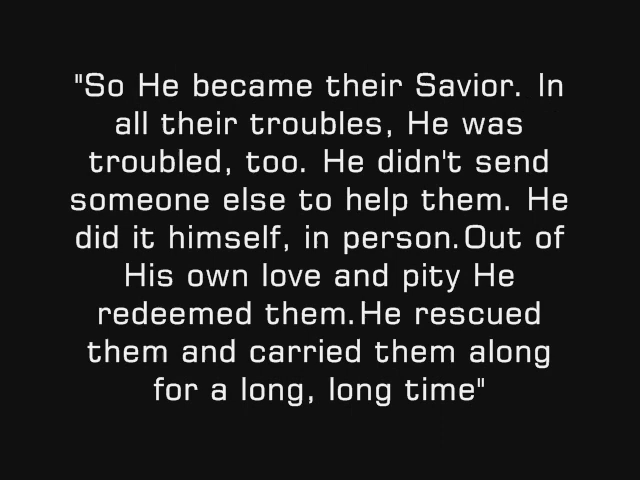 "So He became their Savior. In
all their troubles, He was
troubled, too. He didn't send
someone else to help them. He
did it himself, in person.Out of
His own love and pity He
redeemed them.He rescued
them and carried them along
for a long, long time"